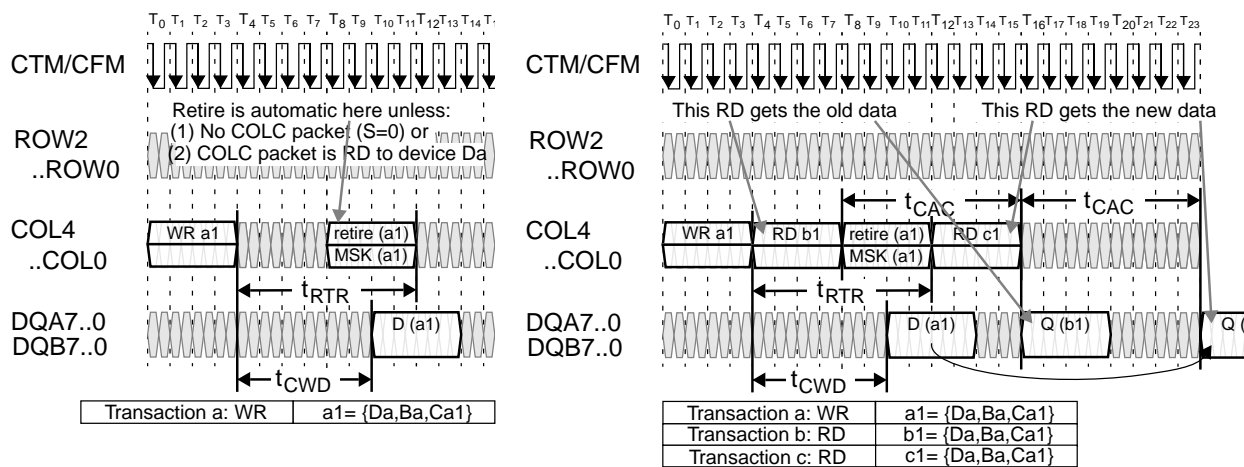 T0 T1 T2 T3 T4 T5 T6 T7 T8 T9 T10 T11 T12 T13 T14 T1
CTM/CFM
Retire is automatic here unless:
(1) No COLC packet (S=0) or
(2) COLC packet is RD to device Da
ROW2
..ROW0
COL4
..COL0
WR a1
retire (a1)
MSK (a1)
tRTR
DQA7..0
DQB7..0
D (a1)
tCWD
Transaction a: WR a1= {Da,Ba,Ca1}
T0 T1 T2 T3 T4 T5 T6 T7 T8 T9 T10 T11 T12 T13 T14 T15 T16 T17 T18 T19 T20 T21 T22 T23
CTM/CFM
This RD gets the old data
This RD gets the new data
ROW2
..ROW0
tCAC
tCAC
COL4
..COL0
WR a1
RD b1
retire (a1)
MSK (a1)
RD c1
tRTR
DQA7..0
DQB7..0
D (a1)
Q (b1)
Q (
tCWD
Transaction a: WR a1= {Da,Ba,Ca1}
Transaction b: RD b1= {Da,Ba,Ca1}
Transaction c: RD c1= {Da,Ba,Ca1}